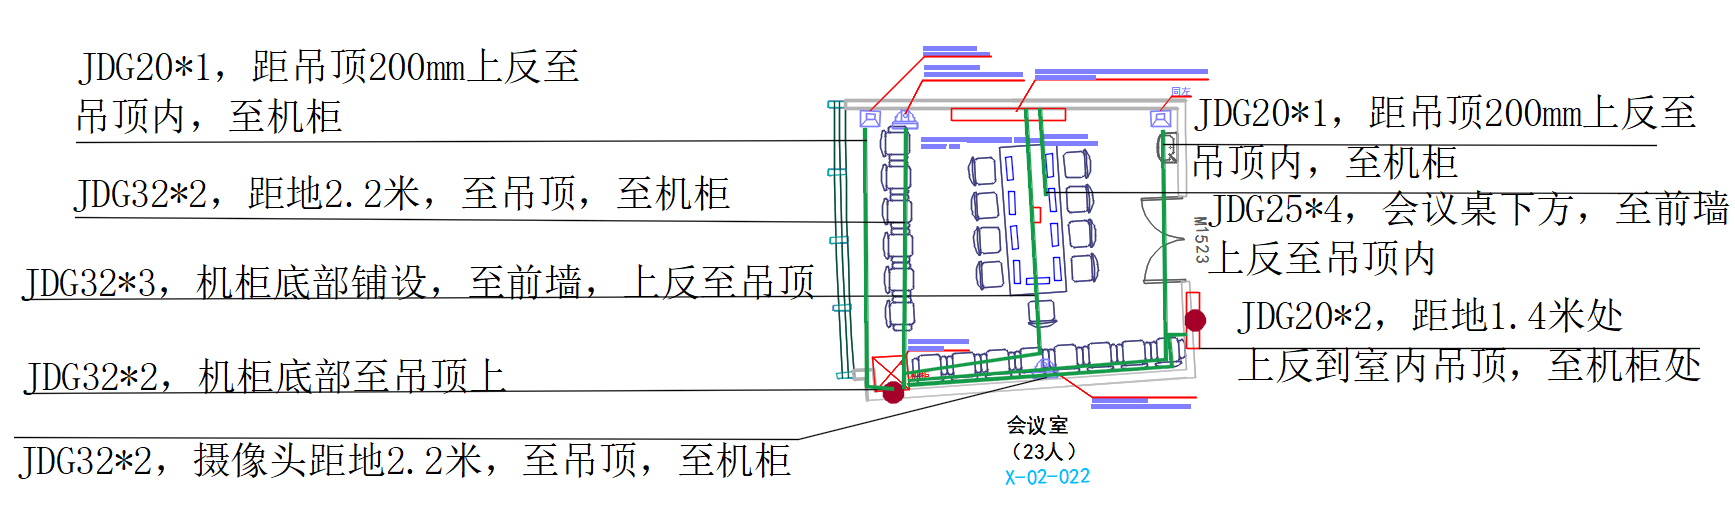 JDG20*1，距吊顶200mm上反至
吊顶内，至机柜
JDG32*2，距地2.2米，至吊顶，至机柜
JDG32*3，机柜底部铺设，至前墙，上反至吊顶
JDG32*2，机柜底部至吊顶上
JDG32*2，摄像头距地2.2米，至吊顶，至机柜
同左
JDG20*1，距吊顶200mm上反至
吊顶内，至机柜
JDG25*4，会议桌下方，至前墙
上反至吊顶内
M1523
JDG20*2，距地1.4米处
上反到室内吊顶，至机柜处
会议室
（23人）
X-02-022